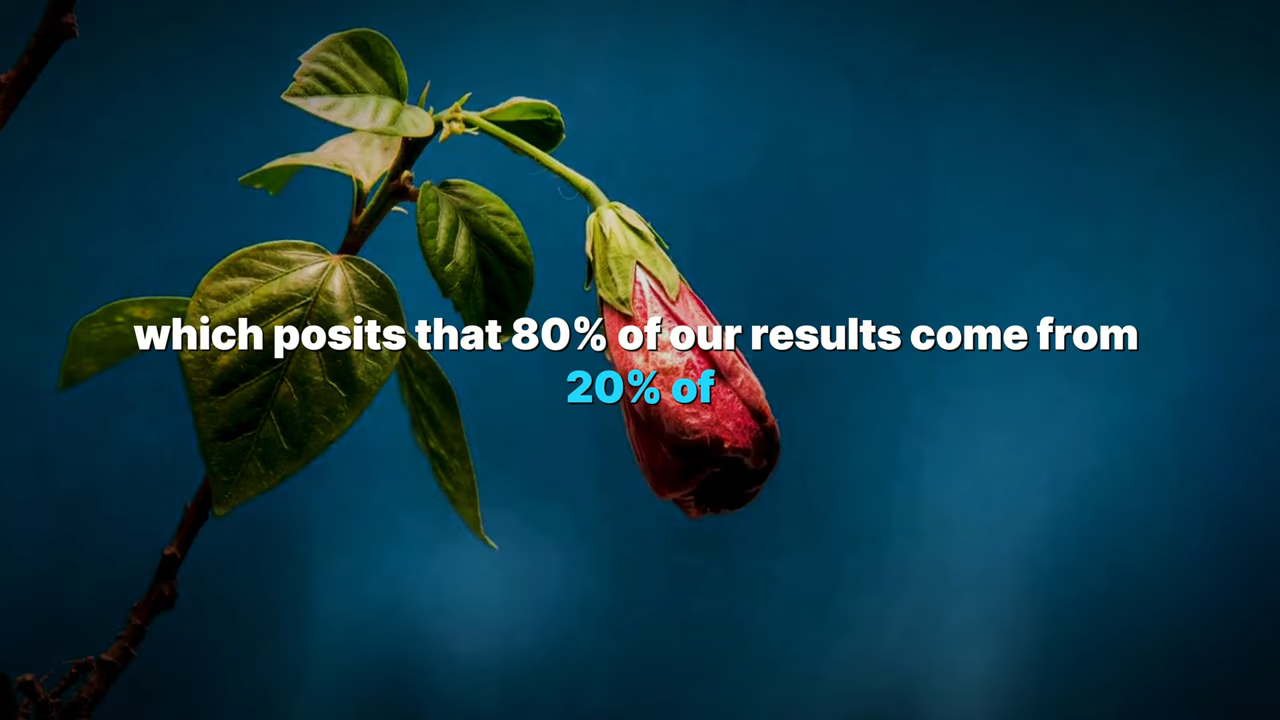 which posits that 80% of our results come from
20% of